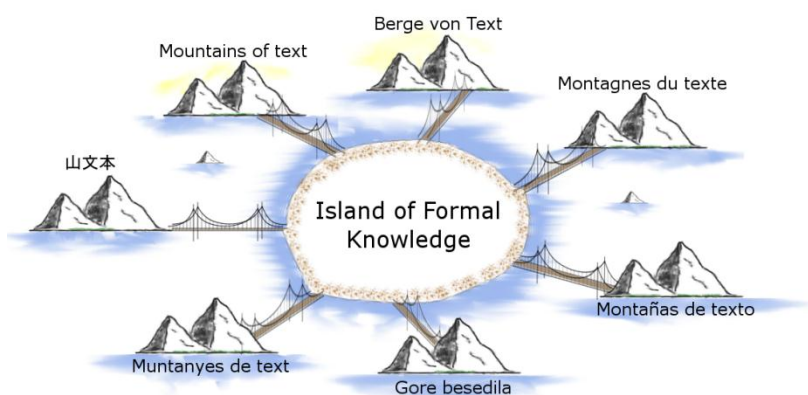 Berge von Text
Mountains of text
Montagnes du texte
山文本
Island of Formal
Knowledge
Montañas de texto
Muntanyes de text
Gore besedila